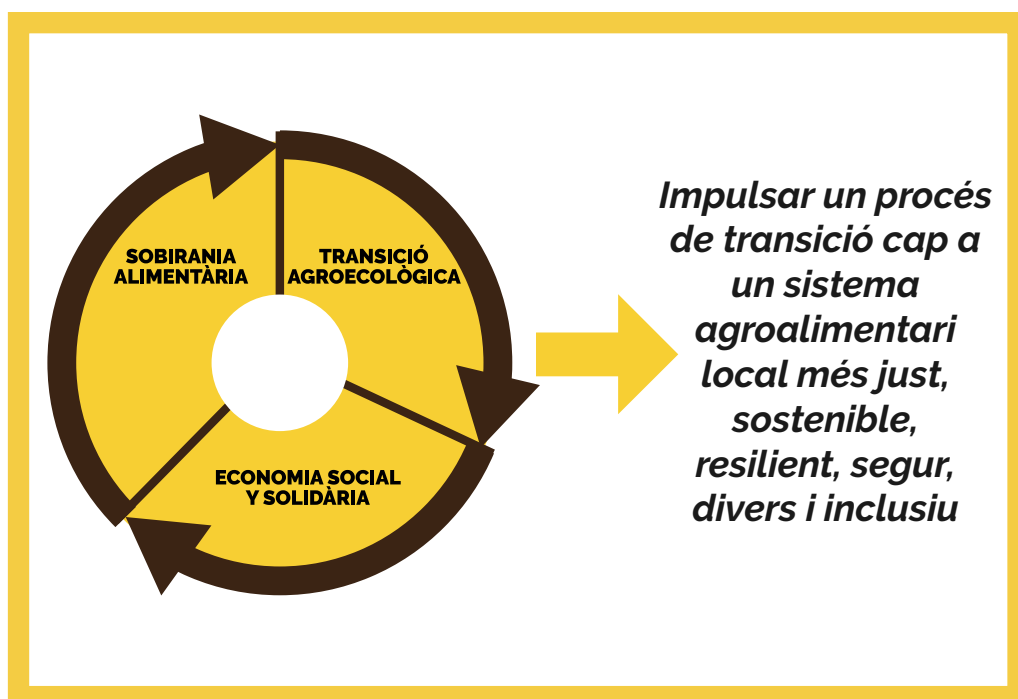 SOBIRANIA
ALIMENTÀRIA
TRANSICIÓ
AGROECOLÒGICA
ECONOMIA SOCIAL
Y SOLIDÀRIA
Impulsar un procés
de transició cap a
un sistema
agroalimentari
local més just,
sostenible,
resilient, segur,
divers i inclusiu